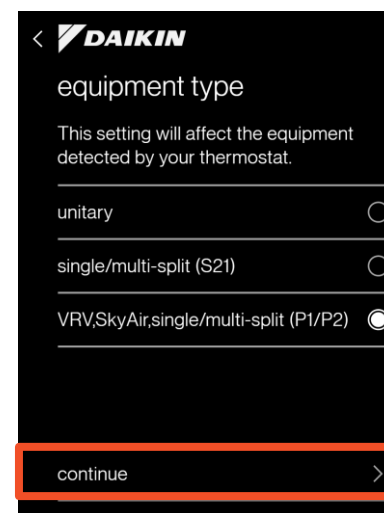 DAIKIN
equipment type
This setting will affect the equipment
detected by your thermostat.
unitary
single/multi-split (S21)
VRV,SkyAir,single/multi-split (P1/P2)
continue